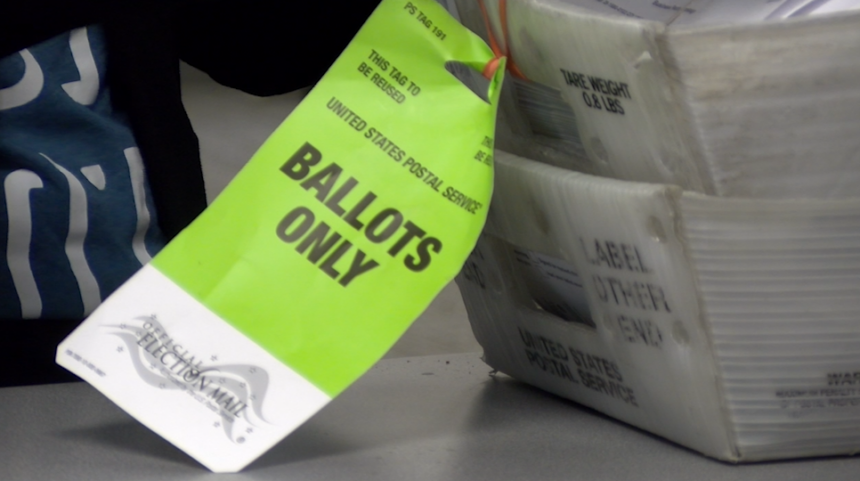 PS TAG 191
THIS TAG TO
BE REUSED
UNITED STATES POSTAL SERVICE
BALLOTS
ONLY
OFFICIAL
ELECTION MAIL
TARE WEIGHT
0.8 LBS
LABEL
OTHER
END
UNITED STATES
POSTAL SERVICE